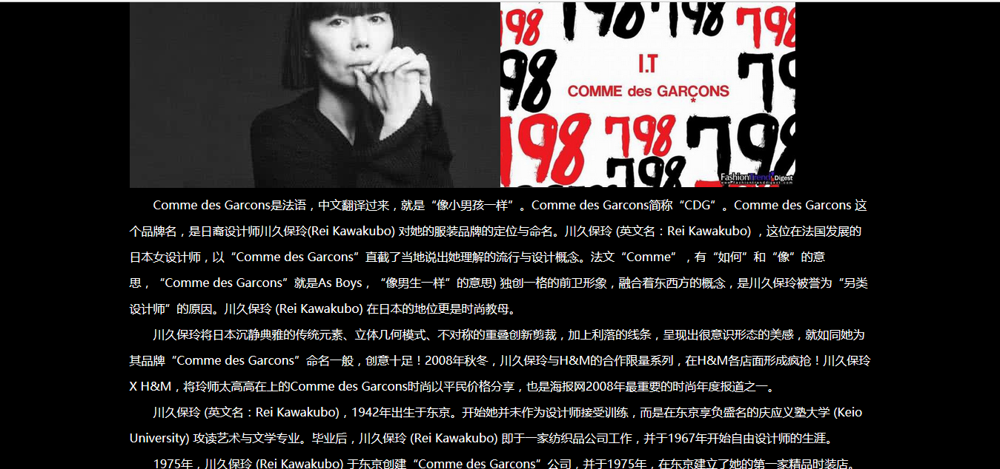 798
798
798
798
I.T
798
798
COMME des GARÇONS
*
798
798
798
798
FashionTrend Digest
www.fashiontrenddigest.com
Comme des Garcons是法语，中文翻译过来，就是“像小男孩一样”。Comme des Garcons简称“CDG”。Comme des Garcons 这
个品牌名，是日裔设计师川久保玲(Rei Kawakubo) 对她的服装品牌的定位与命名。川久保玲 (英文名：Rei Kawakubo) ，这位在法国发展的
日本女设计师，以“Comme des Garcons”直截了当地说出她理解的流行与设计概念。法文“Comme”，有“如何”和“像”的意
思，“Comme des Garcons”就是As Boys，“像男生一样”的意思) 独创一格的前卫形象，融合着东西方的概念，是川久保玲被誉为“另类
设计师”的原因。川久保玲 (Rei Kawakubo) 在日本的地位更是时尚教母。
川久保玲将日本沉静典雅的传统元素、立体几何模式、不对称的重叠创新剪裁，加上利落的线条，呈现出很意识形态的美感，就如同她为
其品牌“Comme des Garcons”命名一般，创意十足！2008年秋冬，川久保玲与H&M的合作限量系列，在H&M各店面形成疯抢！川久保玲
X H&M，将玲师太高高在上的Comme des Garcons时尚以平民价格分享，也是海报网2008年最重要的时尚年度报道之一。
川久保玲 (英文名：Rei Kawakubo)，1942年出生于东京。开始她并未作为设计师接受训练，而是在东京享负盛名的庆应义塾大学 (Keio
University) 攻读艺术与文学专业。毕业后，川久保玲 (Rei Kawakubo) 即于一家纺织品公司工作，并于1967年开始自由设计师的生涯。
1975年，川久保玲 (Rei Kawakubo) 于东京创建“Comme des Garcons”公司，并于1975年，在东京建立了她的第一家精品时装店。